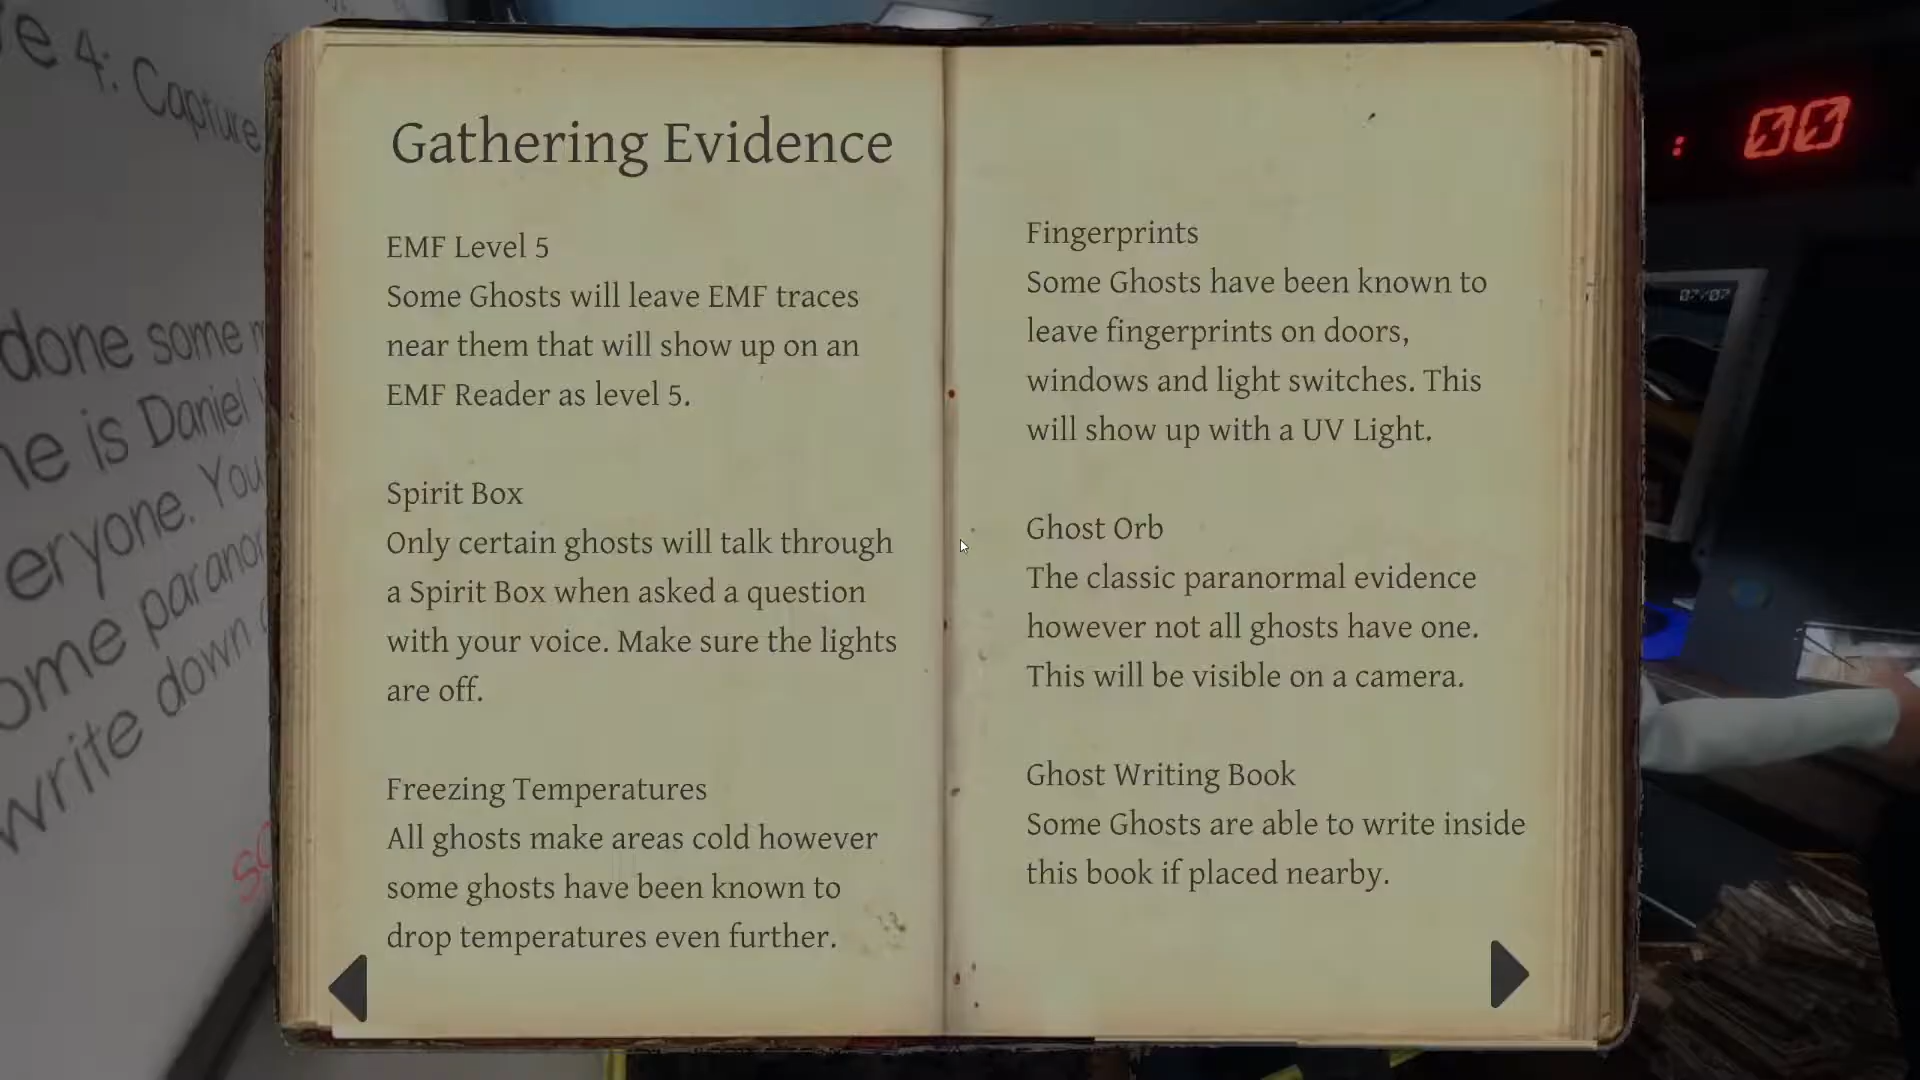 Gathering Evidence
EMF Level 5
Some Ghosts will leave EMF traces
near them that will show up on an
EMF Reader as level 5.
Spirit Box
Only certain ghosts will talk through
a Spirit Box when asked a question
with your voice. Make sure the lights
are off.
Freezing Temperatures
All ghosts make areas cold however
some ghosts have been known to
drop temperatures even further.
Fingerprints
Some Ghosts have been known to
leave fingerprints on doors,
windows and light switches. This
will show up with a UV Light.
Ghost Orb
The classic paranormal evidence
however not all ghosts have one.
This will be visible on a camera.
Ghost Writing Book
Some Ghosts are able to write inside
this book if placed nearby.
4: Capture
done some
is Daniel
eryone. You
ome paranor
write down
: 00